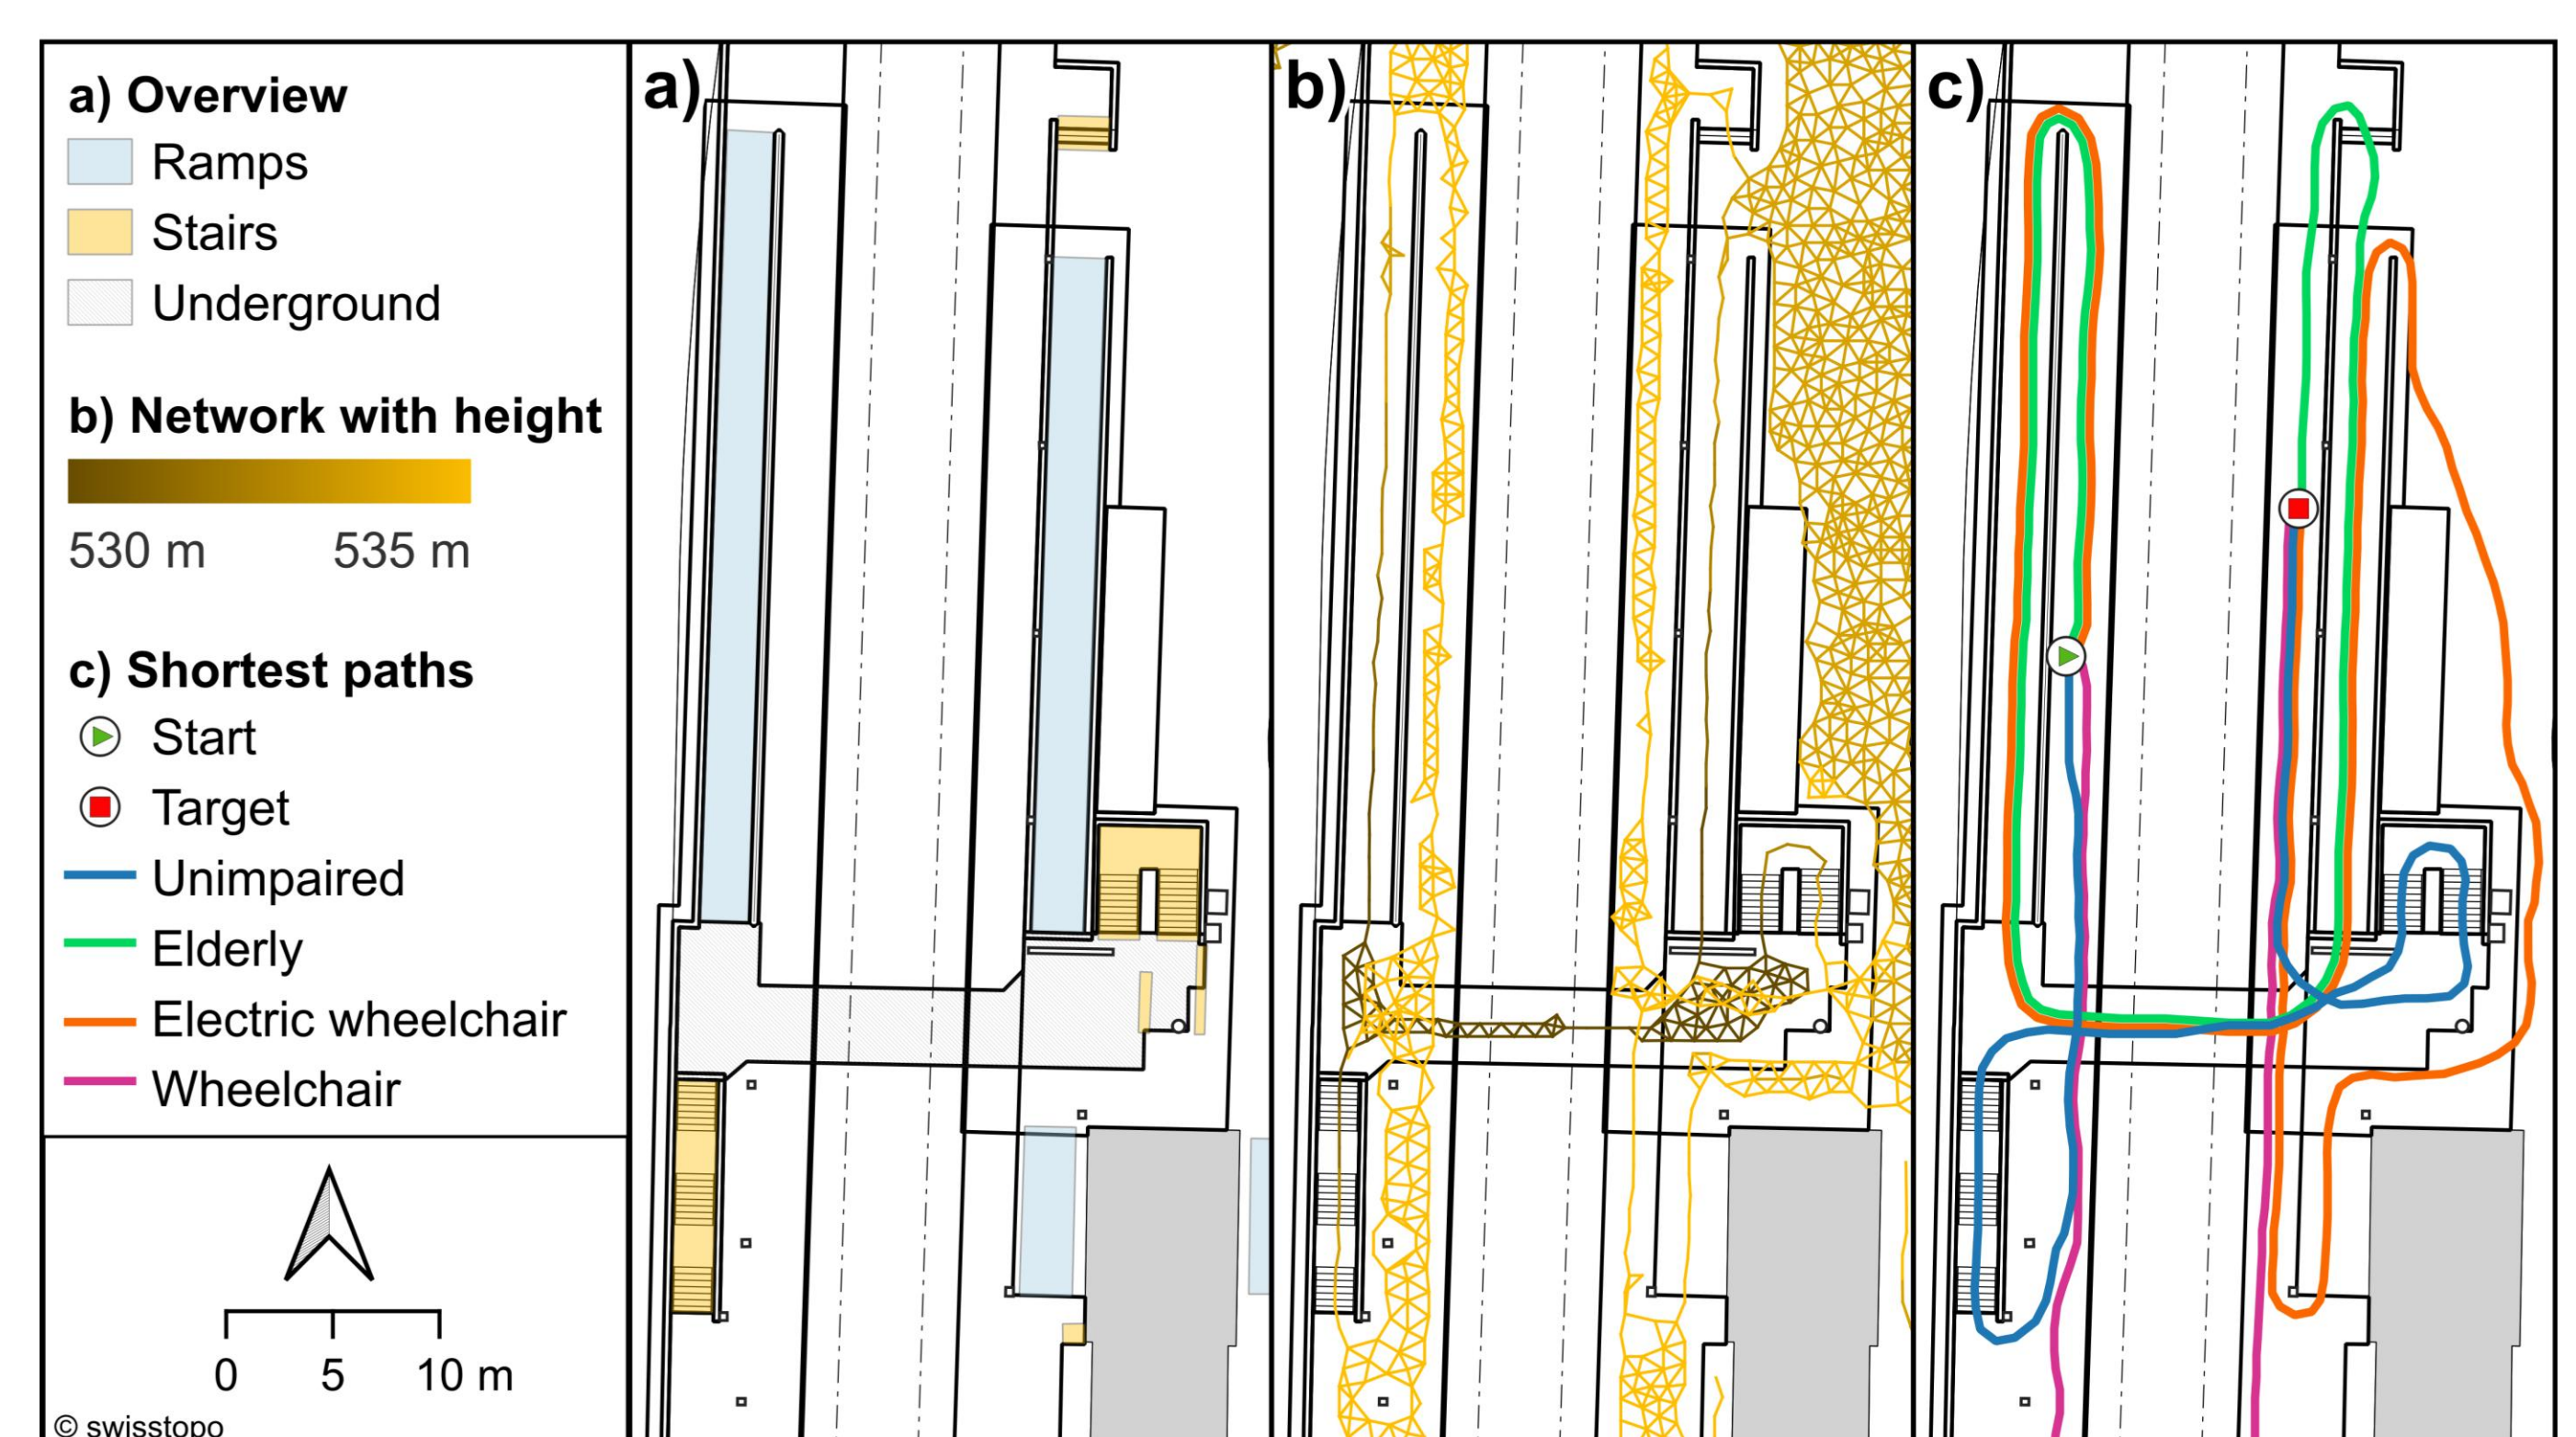 a) Overview
Ramps
Stairs
Underground
b) Network with height
530 m 535 m
c) Shortest paths
Start
Target
Unimpaired
Elderly
Electric wheelchair
Wheelchair
0 5 10 m
© swisstopo
a)
b)
c)